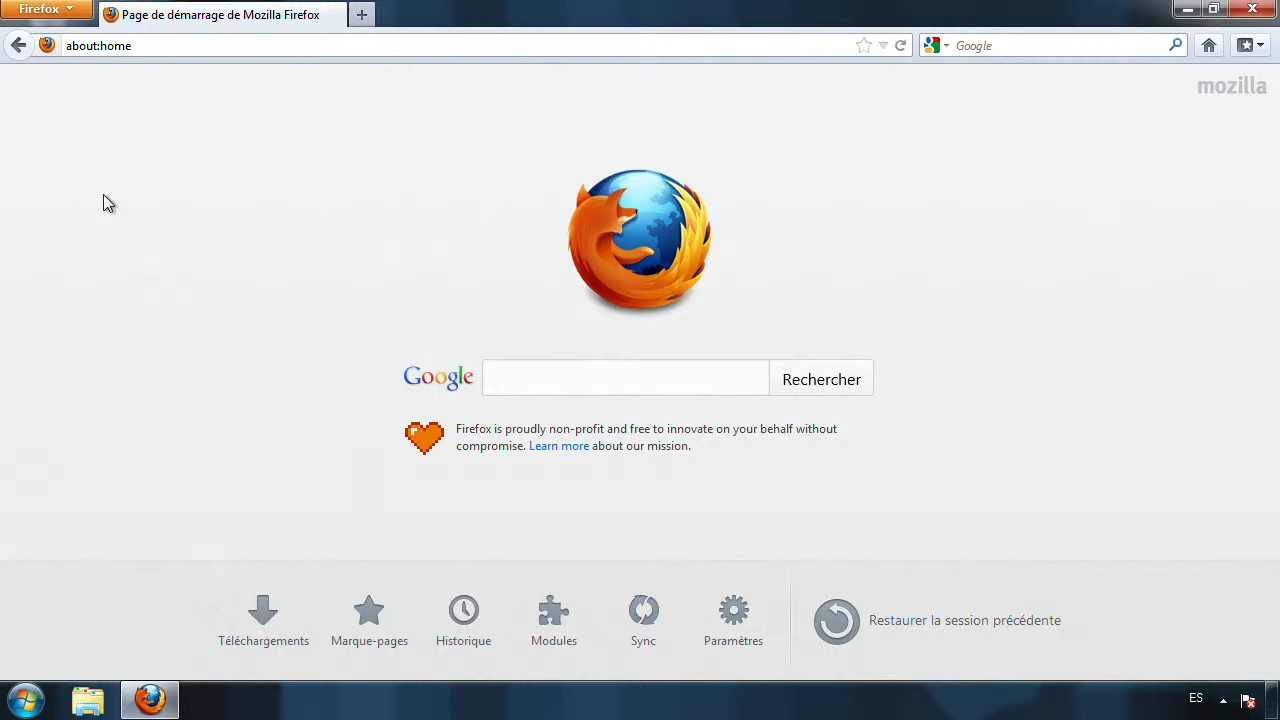 Firefox
Page de démarrage de Mozilla Firefox
about:home
Google
mozilla
Google
Rechercher
Firefox is proudly non-profit and free to innovate on your behalf without
compromise. Learn more about our mission.
Téléchargements
Marque-pages
Historique
Modules
Sync
Paramètres
Restaurer la session précédente
ES